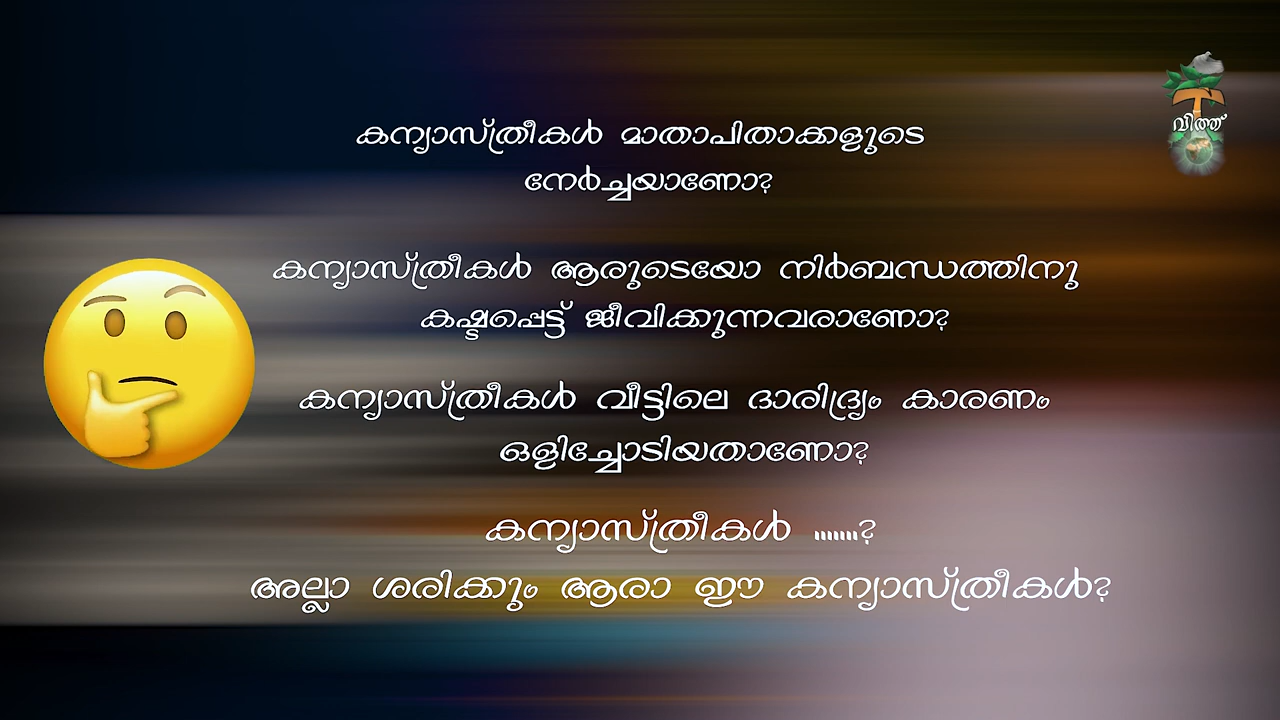 വിത്ത്
കന്യാസ്ത്രീകൾ മാതാപിതാക്കളുടെ
നേർച്ചയാണോ?
കന്യാസ്ത്രീകൾ ആരുടെയോ നിർബന്ധത്തിനു
കഷ്ടപ്പെട്ട് ജീവിക്കുന്നവരാണോ?
കന്യാസ്ത്രീകൾ വീട്ടിലെ ദാരിദ്ര്യം കാരണം
ഒളിച്ചോടിയതാണോ?
കന്യാസ്ത്രീകൾ .......?
അല്ലാ ശരിക്കും ആരാ ഈ കന്യാസ്ത്രീകൾ?